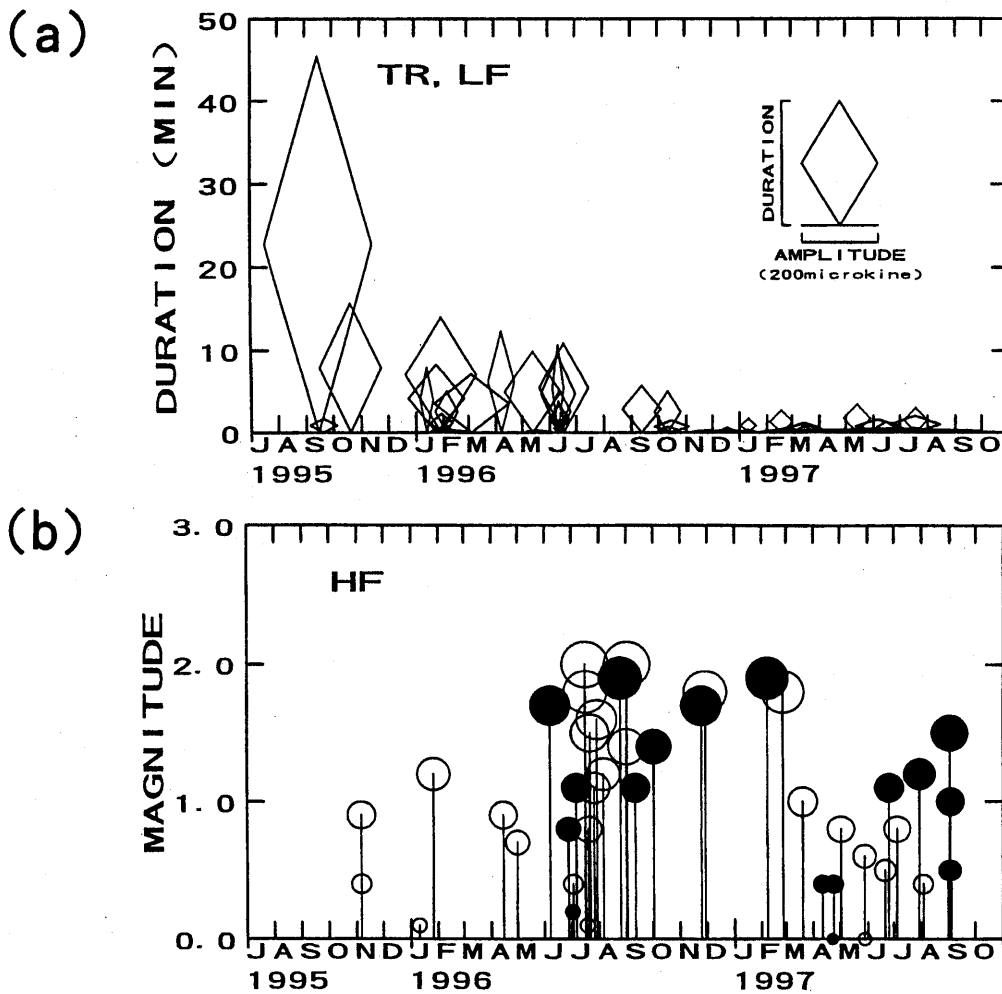 (a)
50
TR, LF
40
30
20
10
0
DURATION (MIN)
DURATION
AMPLITUDE
(200microkine)
J A S O N D J F M A M J J A S O N D J F M A M J J A S O
1995 1996 1997
(b)
3. 0
HF
2. 0
1. 0
0. 0
MAGNITUDE
J A S O N D J F M A M J J A S O N D J F M A M J J A S O
1995 1996 1997